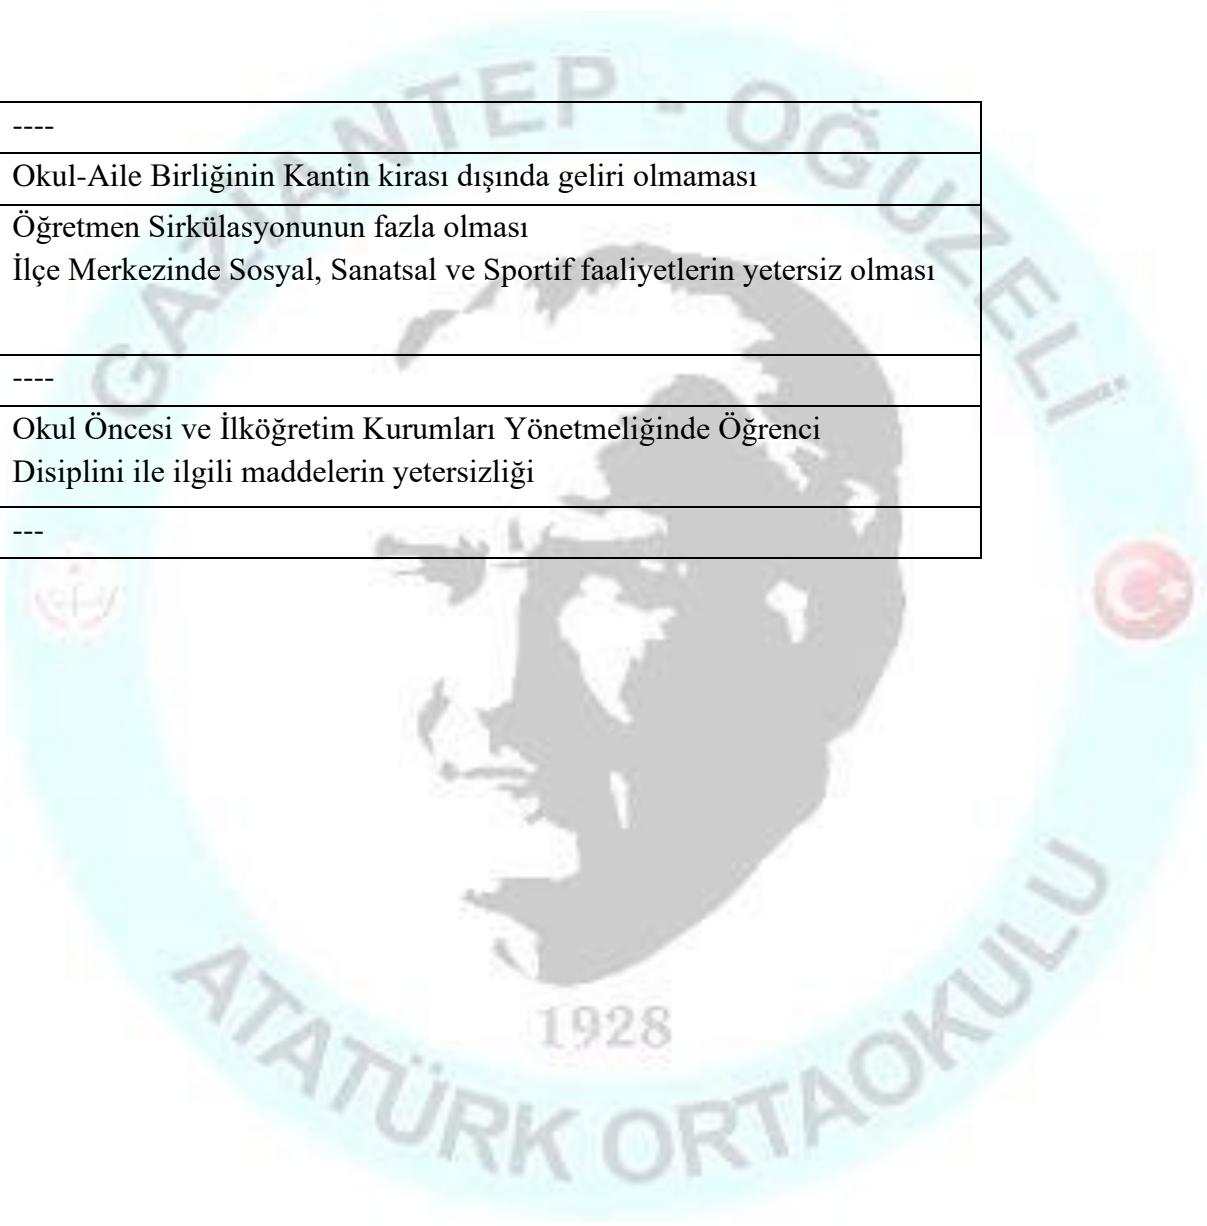 GAZİANTEP - OĞUZELİ
----
Okul-Aile Birliğinin Kantin kirası dışında geliri olmaması
Öğretmen Sirkülasyonunun fazla olması
İlçe Merkezinde Sosyal, Sanatsal ve Sportif faaliyetlerin yetersiz olması
----
Okul Öncesi ve İlköğretim Kurumları Yönetmeliğinde Öğrenci
Disiplini ile ilgili maddelerin yetersizliği
---
1928
ATATÜRK ORTAOKULU